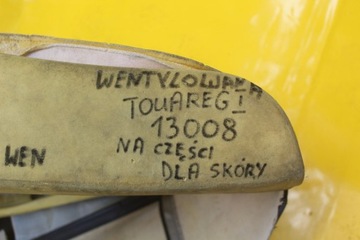 WENTYLOWANA
TOUAREG I
13008
NA CZĘŚCI
WEN
DLA SKÓRY